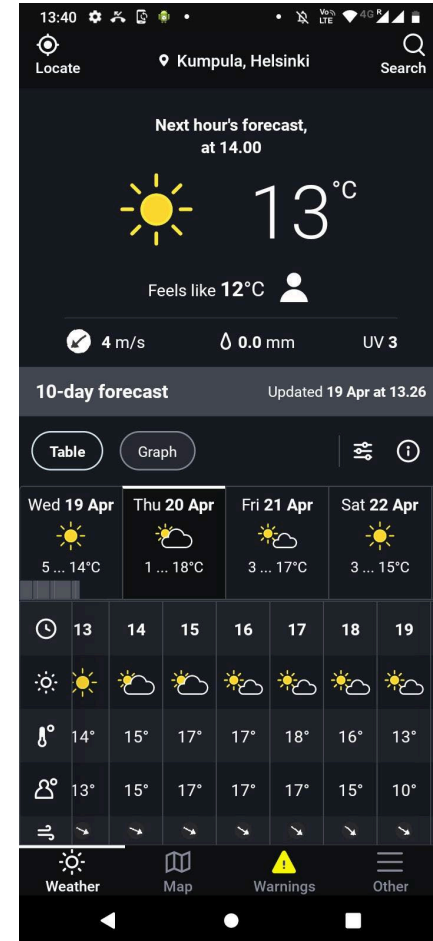 13:40 VoD LTE 4G R
Locate
Kumpula, Helsinki
Search
Next hour's forecast,
at 14.00
13°C
Feels like 12°C
4 m/s 0.0 mm UV 3
10-day forecast Updated 19 Apr at 13.26
Table Graph
Wed 19 Apr Thu 20 Apr Fri 21 Apr Sat 22 Apr
5 ... 14°C 1 ... 18°C 3 ... 17°C 3 ... 15°C
13 14 15 16 17 18 19
14° 15° 17° 17° 18° 16° 13°
13° 15° 17° 17° 17° 15° 10°
Weather Map Warnings Other